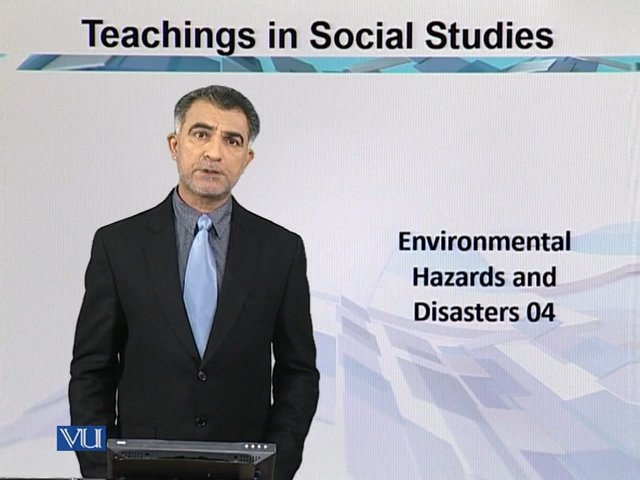 Teachings in Social Studies
Environmental
Hazards and
Disasters 04
VU